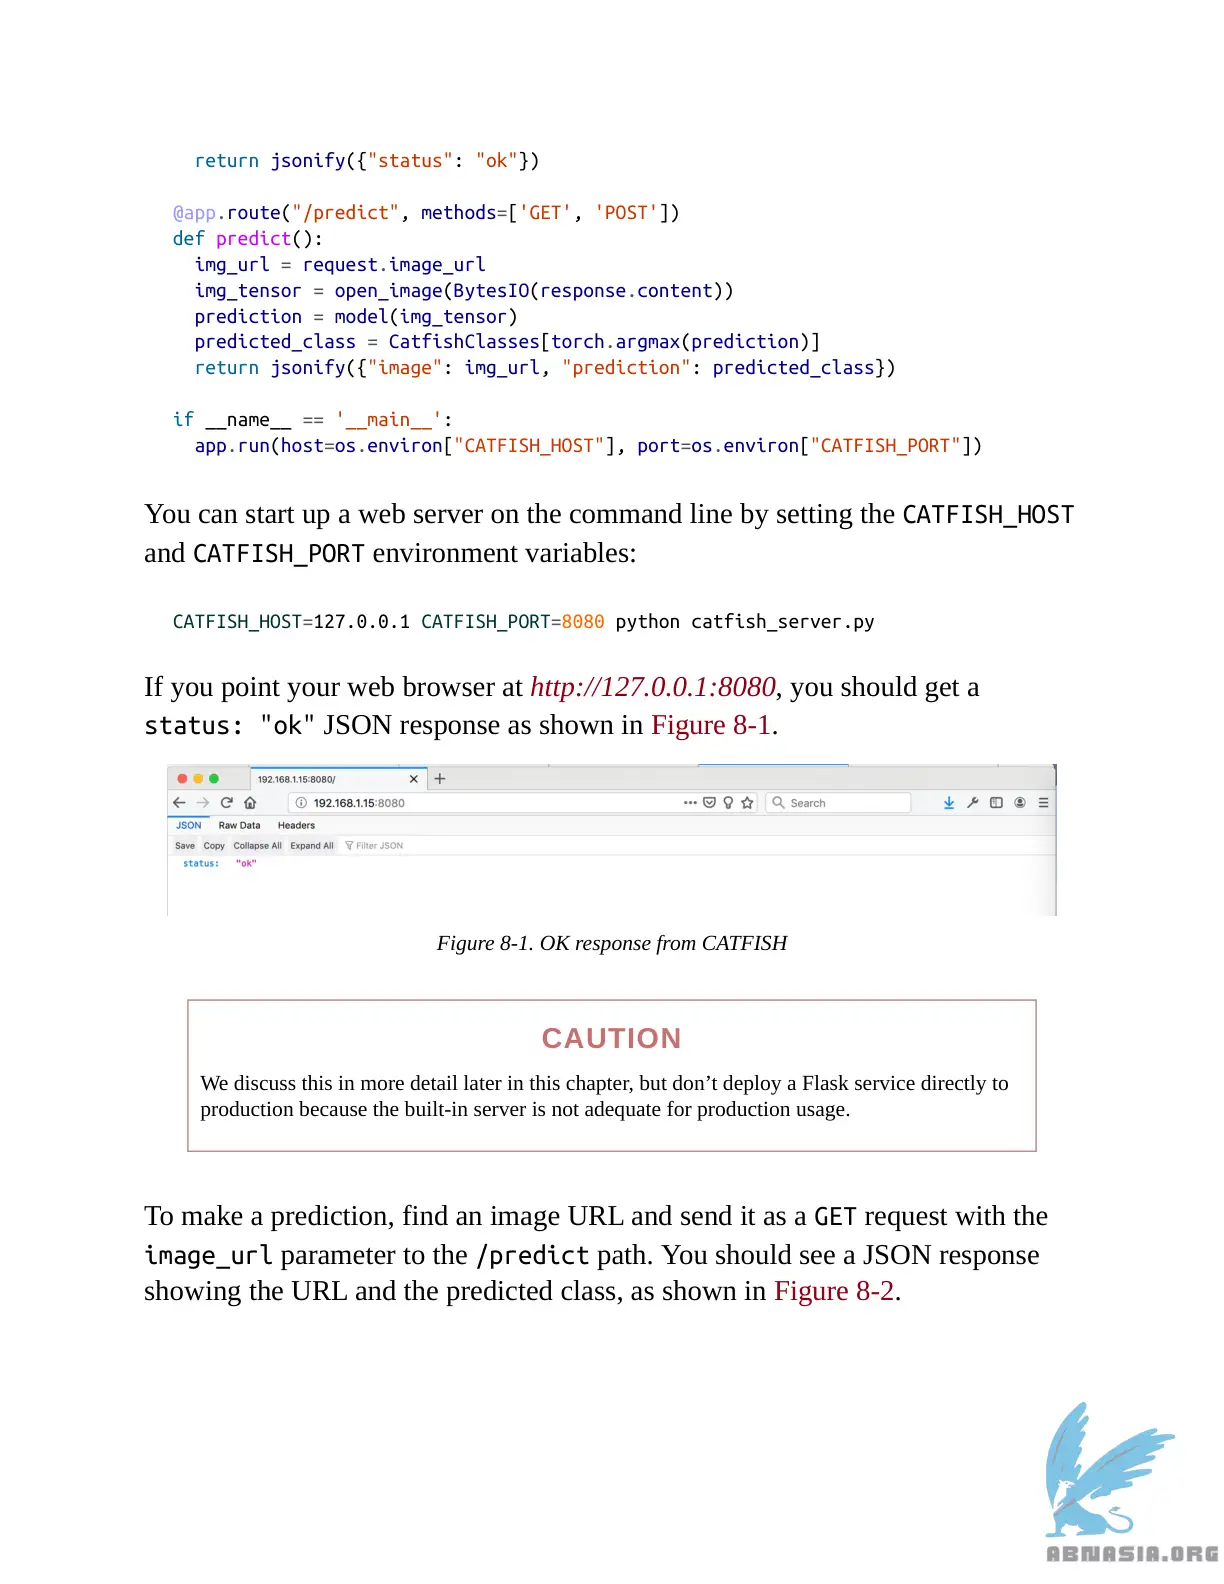 return jsonify({"status": "ok"})
@app.route("/predict", methods=['GET', 'POST'])
def predict():
img_url = request.image_url
img_tensor = open_image(BytesIO(response.content))
prediction = model(img_tensor)
predicted_class = CatfishClasses[torch.argmax(prediction)]
return jsonify({"image": img_url, "prediction": predicted_class})
if __name__ == '__main__':
app.run(host=os.environ["CATFISH_HOST"], port=os.environ["CATFISH_PORT"])
You can start up a web server on the command line by setting the CATFISH_HOST
and CATFISH_PORT environment variables:
CATFISH_HOST=127.0.0.1 CATFISH_PORT=8080 python catfish_server.py
If you point your web browser at http://127.0.0.1:8080, you should get a
status: "ok" JSON response as shown in Figure 8-1.
192.168.1.15:8080/
192.168.1.15:8080 Search
JSON Raw Data Headers
Save Copy Collapse All Expand All Filter JSON
status: "ok"
Figure 8-1. OK response from CATFISH
CAUTION
We discuss this in more detail later in this chapter, but don’t deploy a Flask service directly to
production because the built-in server is not adequate for production usage.
To make a prediction, find an image URL and send it as a GET request with the
image_url parameter to the /predict path. You should see a JSON response
showing the URL and the predicted class, as shown in Figure 8-2.
ABNASIA.ORG